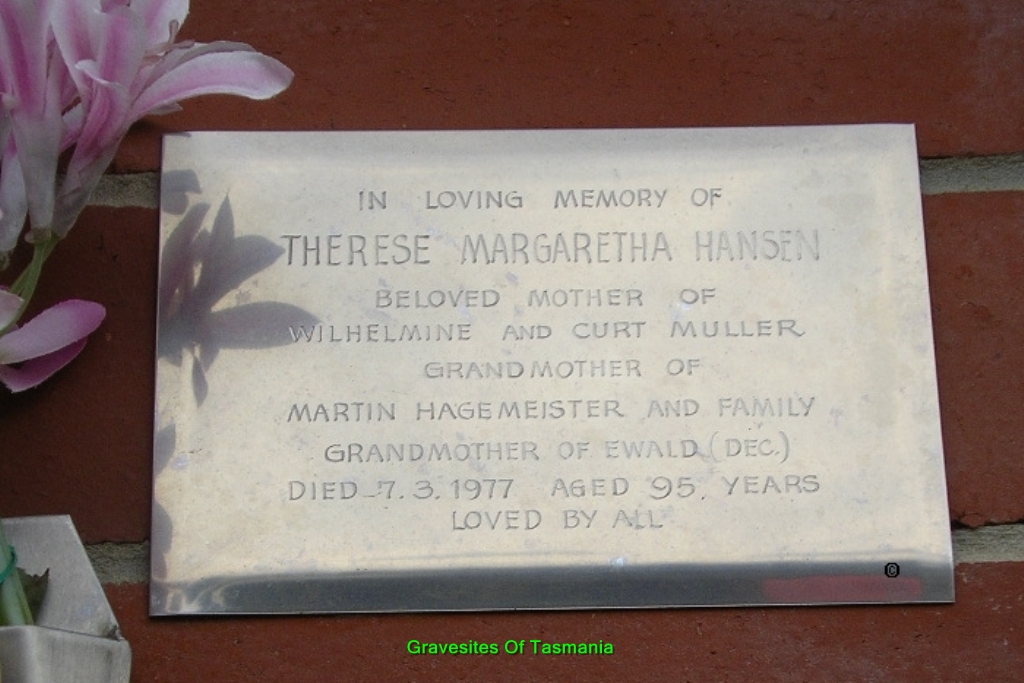 IN LOVING MEMORY OF
THERESE MARGARETHA HANSEN
BELOVED MOTHER OF
WILHELMINE AND CURT MULLER
GRANDMOTHER OF
MARTIN HAGEMEISTER AND FAMILY
GRANDMOTHER OF EWALD (DEC.)
DIED 7.3.1977 AGED 95 YEARS
LOVED BY ALL
©
Gravesites Of Tasmania